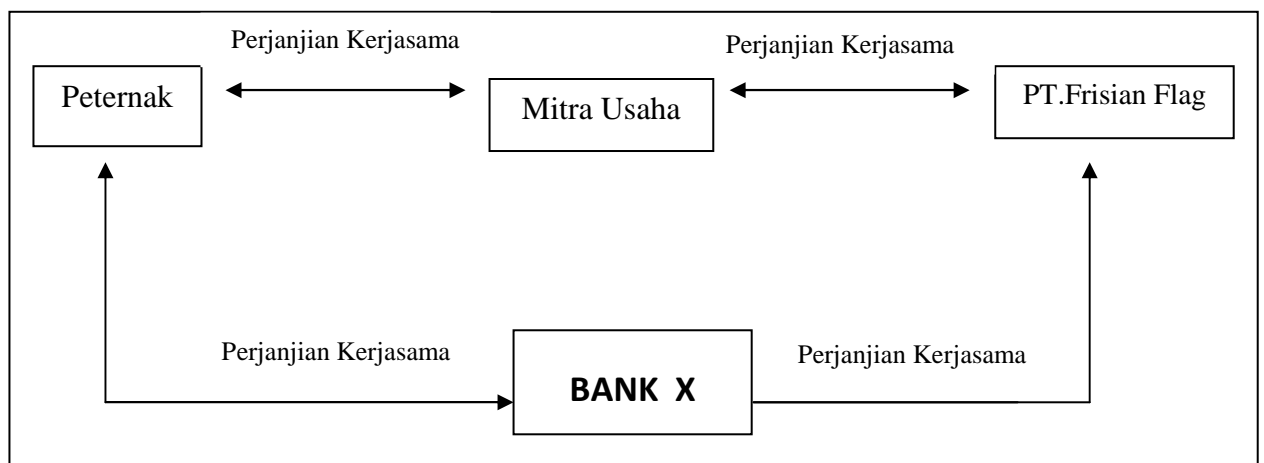 Perjanjian Kerjasama
Perjanjian Kerjasama
Peternak
Mitra Usaha
PT.Frisian Flag
Perjanjian Kerjasama
Perjanjian Kerjasama
BANK X